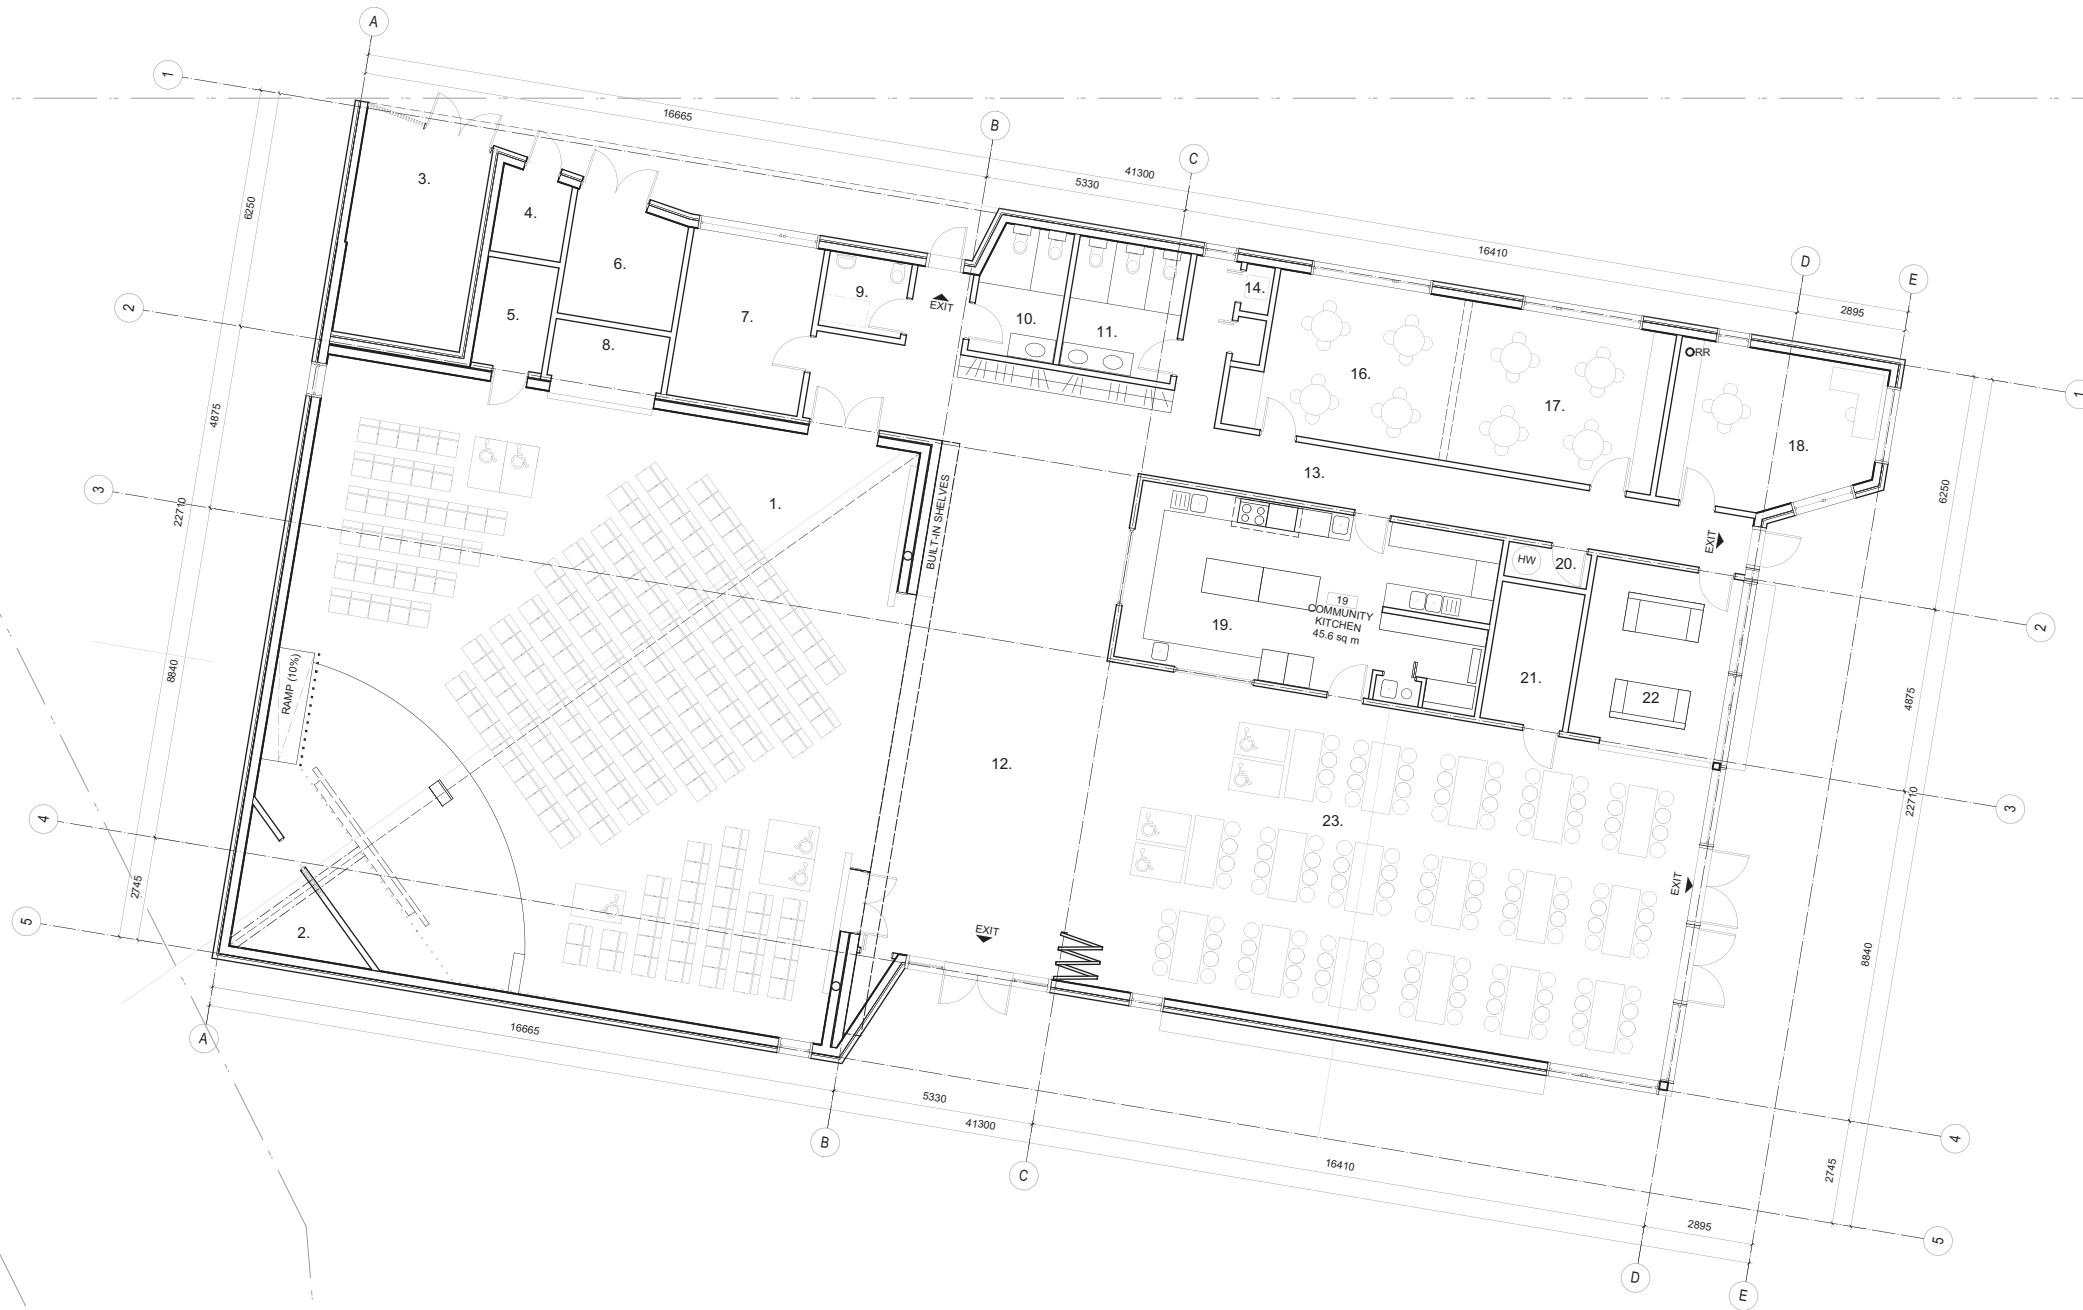 A
1
16665
B
41300
C
5330
6250
3.
4.
16410
D
E
6.
9.
EXIT
14.
2895
2
5.
7.
10.
11.
8.
RR
16.
17.
1
4875
18.
13.
3
22710
1.
BUILT-IN SHELVES
6250
EXIT
HW
20.
19
COMMUNITY
KITCHEN
45.6 sq m
19.
2
RAMP (10%)
8840
21.
22
4875
12.
23.
3
22710
4
2745
EXIT
5
2.
EXIT
8840
A
16665
5330
41300
B
C
16410
4
2745
2895
5
D
E